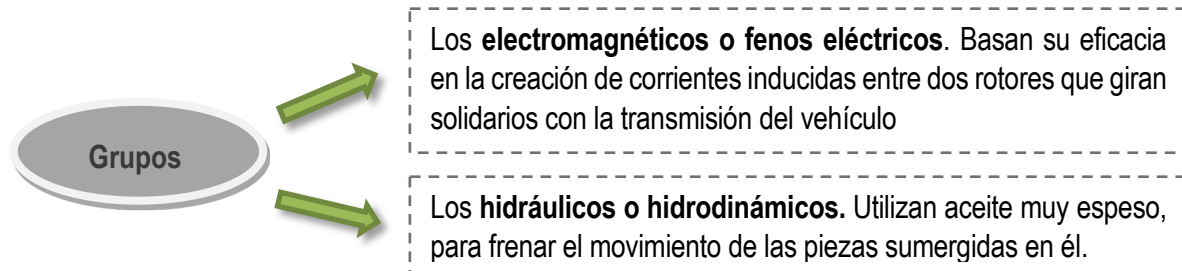 Grupos
Los electromagnéticos o fenos eléctricos. Basan su eficacia
en la creación de corrientes inducidas entre dos rotores que giran
solidarios con la transmisión del vehículo
Los hidráulicos o hidrodinámicos. Utilizan aceite muy espeso,
para frenar el movimiento de las piezas sumergidas en él.